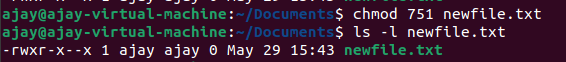 ajay@ajay-virtual-machine:~/Documents$ chmod 751 newfile.txt
ajay@ajay-virtual-machine:~/Documents$ ls -l newfile.txt
-rwxr-x--x 1 ajay ajay 0 May 29 15:43 newfile.txt